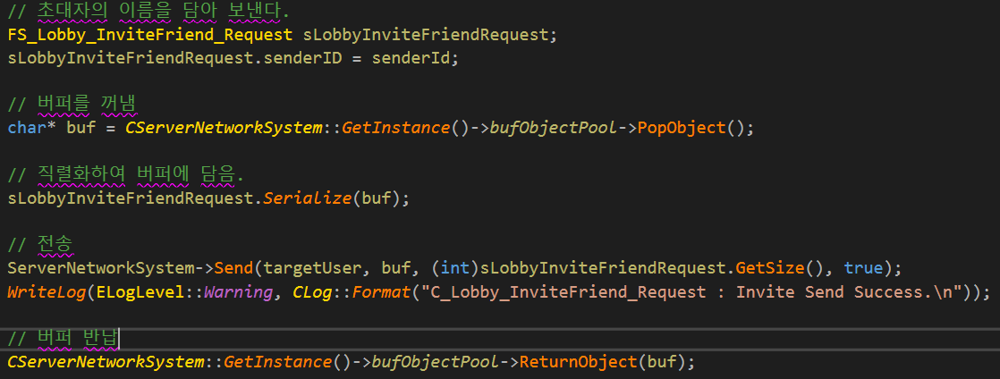 // 초대자의 이름을 담아 보낸다.
FS_Lobby_InviteFriend_Request sLobbyInviteFriendRequest;
sLobbyInviteFriendRequest.senderID = senderId;
// 버퍼를 꺼냄
char* buf = CServerNetworkSystem::GetInstance()->bufObjectPool->PopObject();
// 직렬화하여 버퍼에 담음.
sLobbyInviteFriendRequest.Serialize(buf);
// 전송
ServerNetworkSystem->Send(targetUser, buf, (int)sLobbyInviteFriendRequest.GetSize(), true);
WriteLog(ELogLevel::Warning, CLog::Format("C_Lobby_InviteFriend_Request : Invite Send Success.\n"));
// 버퍼 반납
CServerNetworkSystem::GetInstance()->bufObjectPool->ReturnObject(buf);